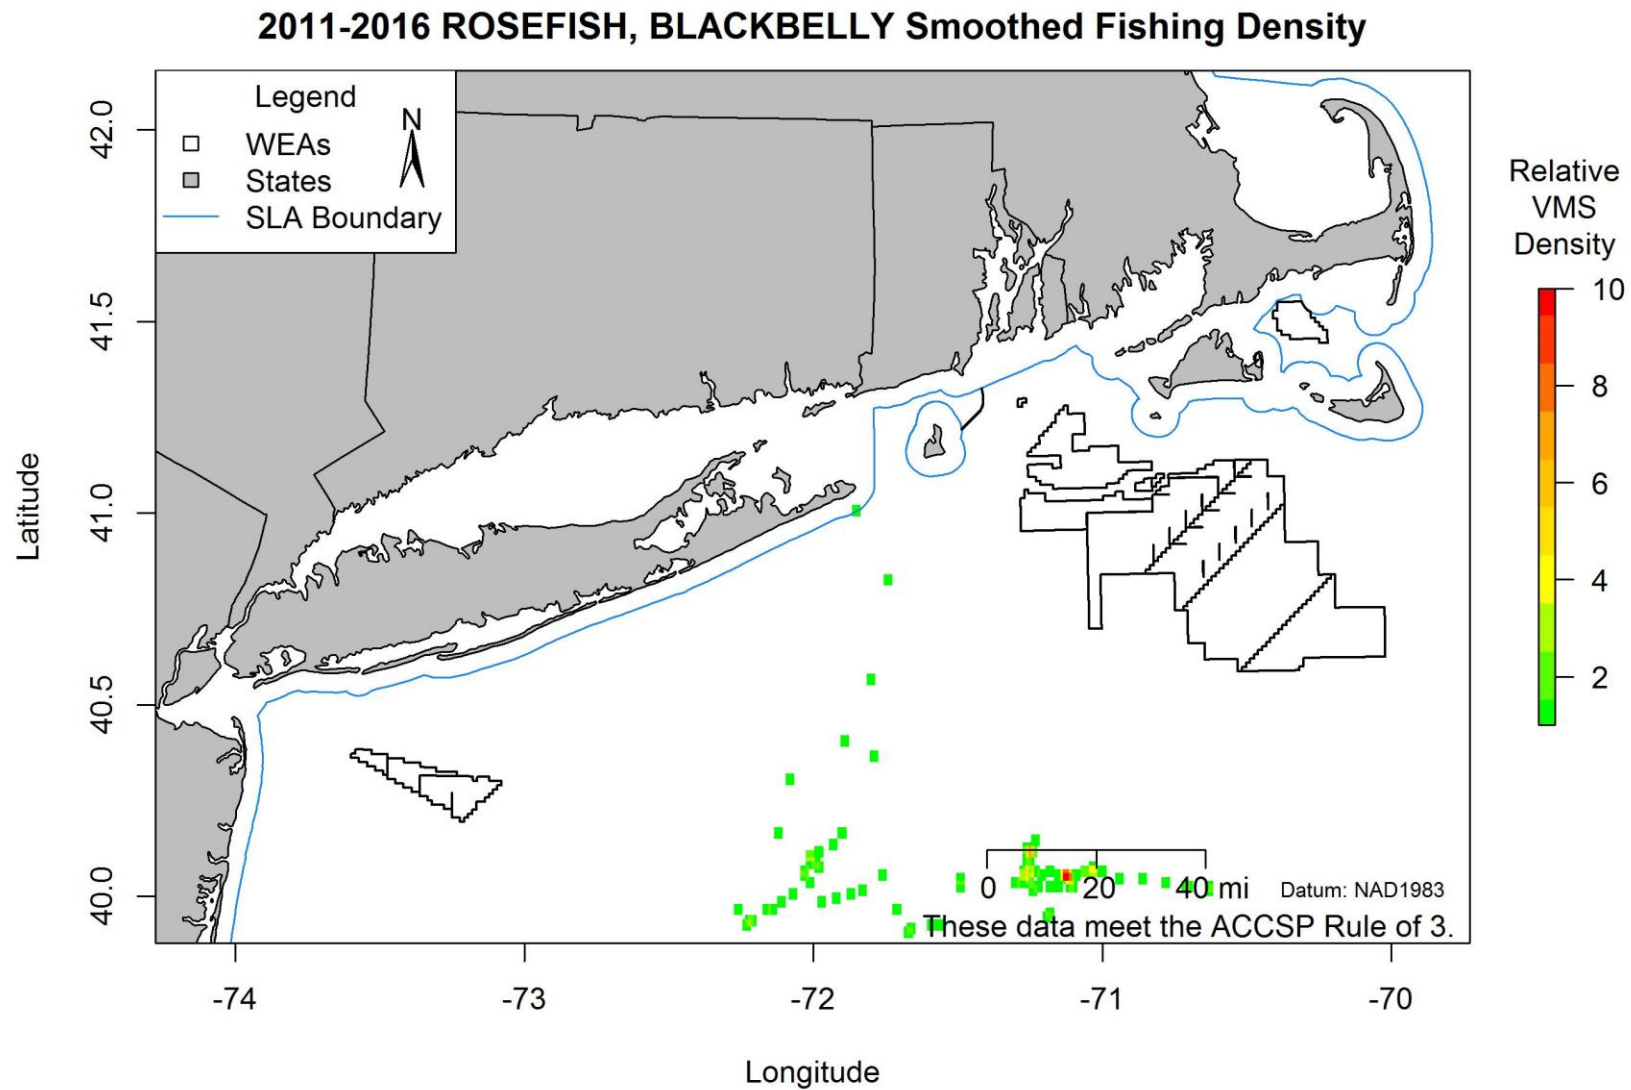 2011-2016 ROSEFISH, BLACKBELLY Smoothed Fishing Density
Legend
N
WEAs
States
SLA Boundary
Relative
VMS
Density
10
8
6
4
2
Latitude
42.0
41.5
41.0
40.5
40.0
0 20 40 mi
Datum: NAD1983
These data meet the ACCSP Rule of 3.
-74 -73 -72 -71 -70
Longitude